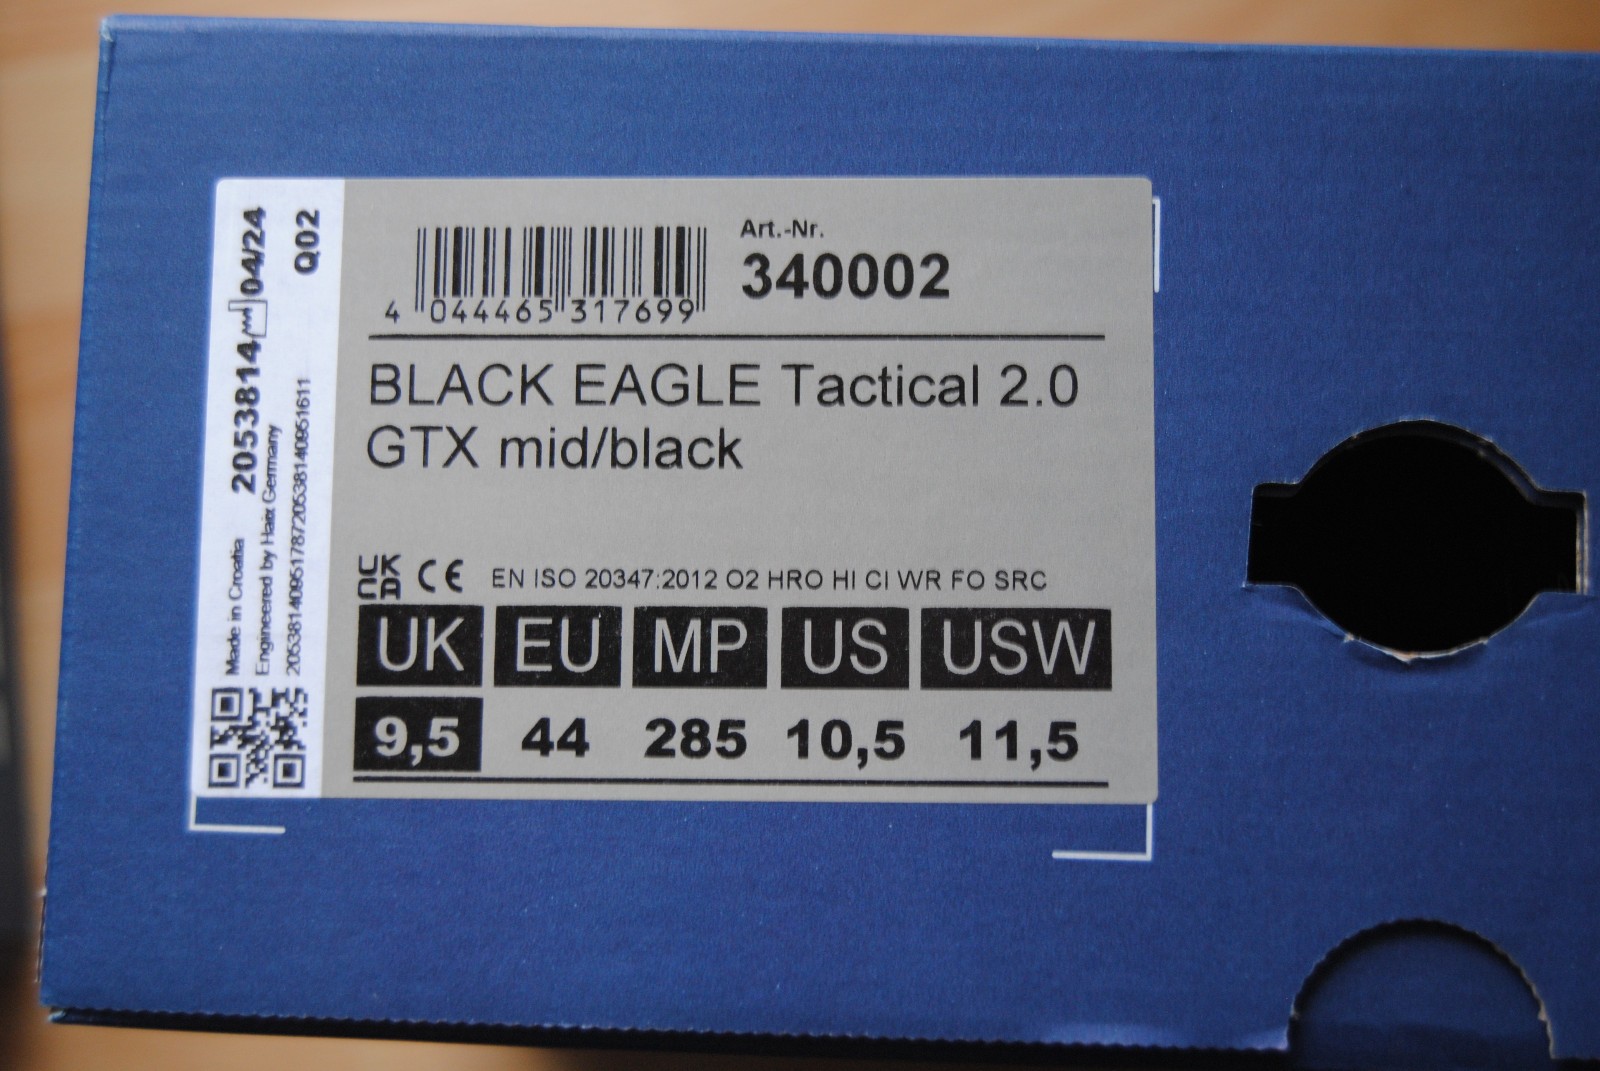 Art.-Nr.
340002
4 044465 317699
BLACK EAGLE Tactical 2.0
GTX mid/black
UK CA CE EN ISO 20347:2012 O2 HRO HI CI WR FO SRC
UK EU MP US USW
9,5 44 285 10,5 11,5
Made in Croatia 2053814 04/24
Engineered by Haix Germany Q02